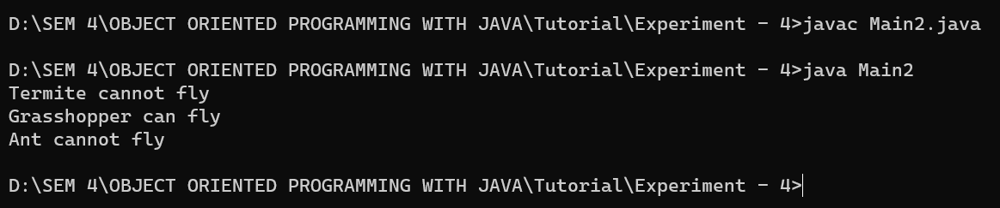 D:\SEM 4\OBJECT ORIENTED PROGRAMMING WITH JAVA\Tutorial\Experiment - 4>javac Main2.java
D:\SEM 4\OBJECT ORIENTED PROGRAMMING WITH JAVA\Tutorial\Experiment - 4>java Main2
Termite cannot fly
Grasshopper can fly
Ant cannot fly
D:\SEM 4\OBJECT ORIENTED PROGRAMMING WITH JAVA\Tutorial\Experiment - 4>